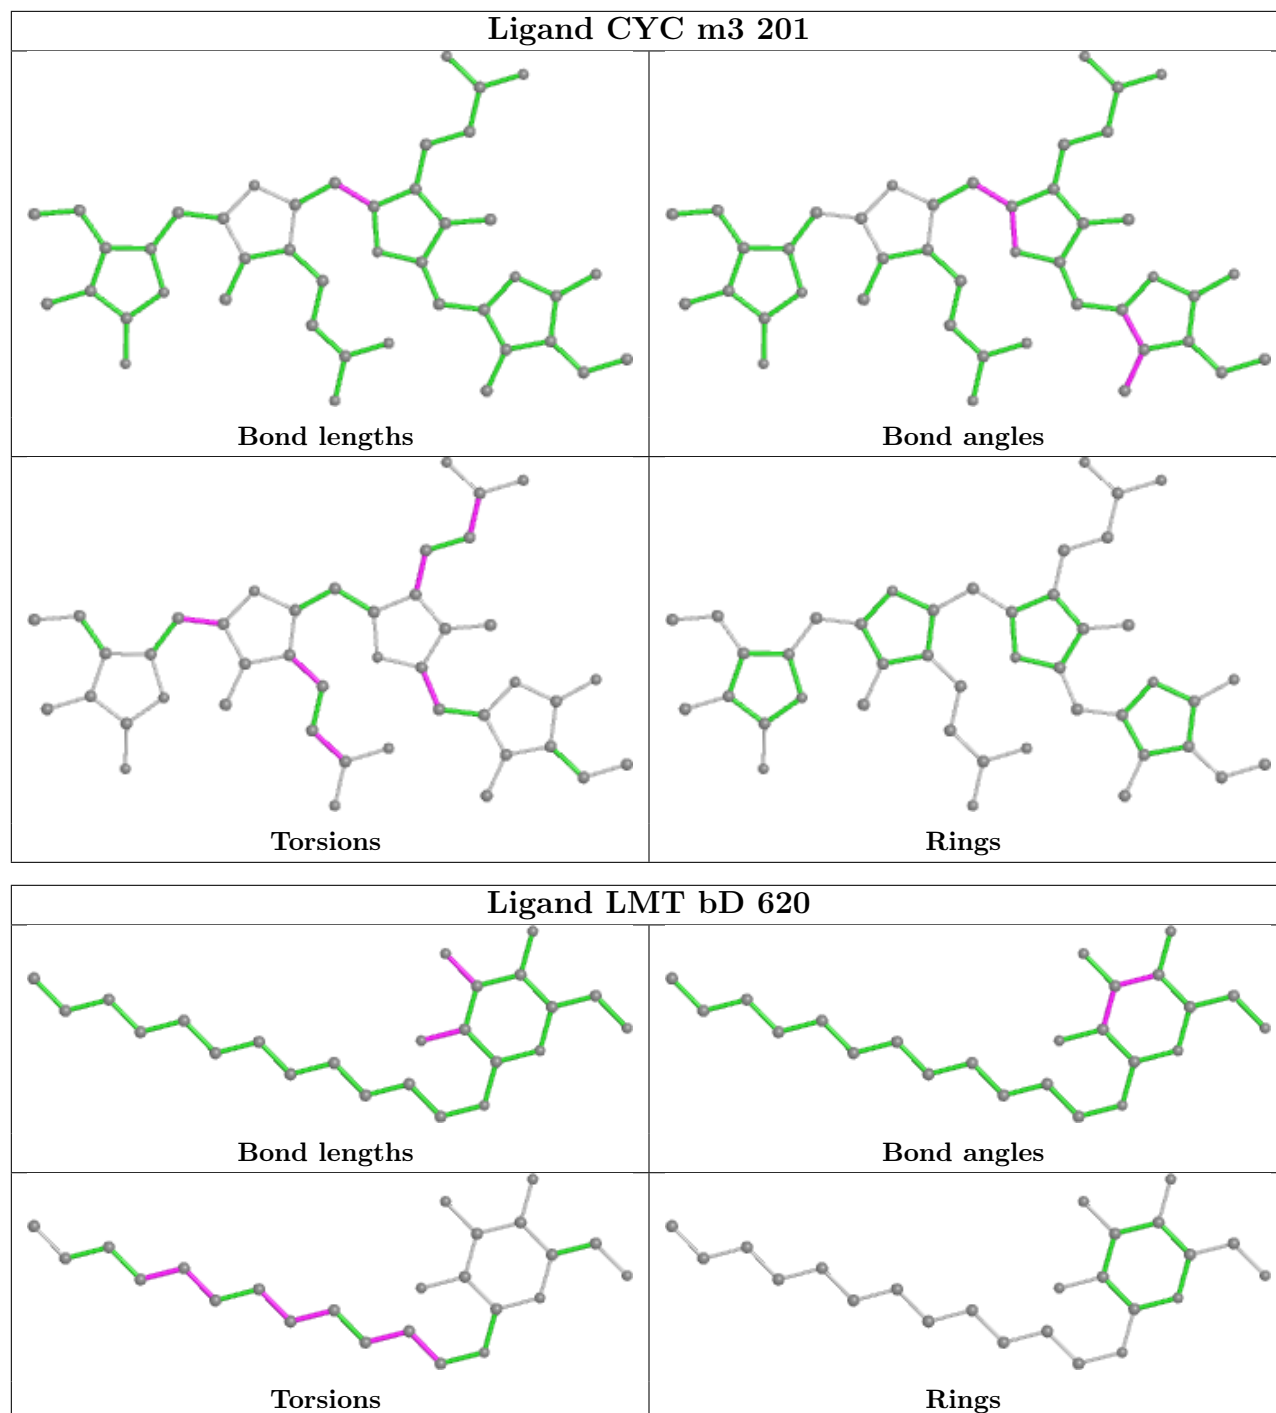 Ligand CYC m3 201
Bond lengths
Bond angles
Torsions
Rings
Ligand LMT bD 620
Bond lengths
Bond angles
Torsions
Rings